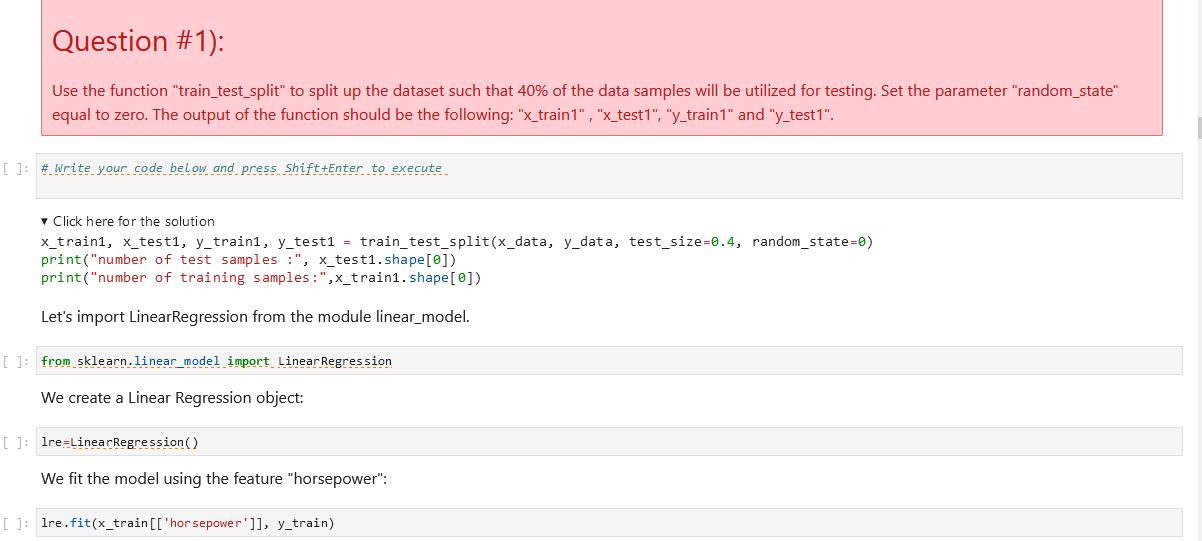 Question #1):
Use the function "train_test_split" to split up the dataset such that 40% of the data samples will be utilized for testing. Set the parameter "random_state"
equal to zero. The output of the function should be the following: "x_train1" , "x_test1", "y_train1" and "y_test1".
[ ]: # Write your code below and press Shift+Enter to execute
▼ Click here for the solution
x_train1, x_test1, y_train1, y_test1 = train_test_split(x_data, y_data, test_size=0.4, random_state=0)
print("number of test samples :", x_test1.shape[0])
print("number of training samples:",x_train1.shape[0])
Let's import LinearRegression from the module linear_model.
[ ]: from sklearn.linear_model import LinearRegression
We create a Linear Regression object:
[ ]: lre=LinearRegression()
We fit the model using the feature "horsepower":
[ ]: lre.fit(x_train[['horsepower']], y_train)